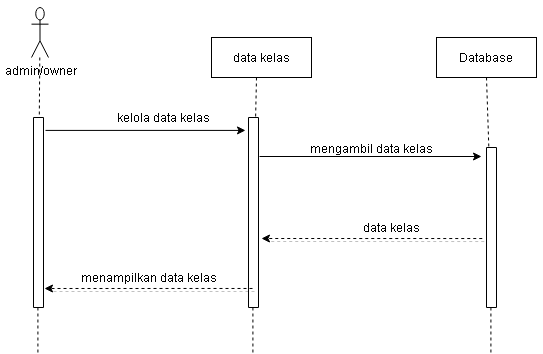 admin/owner
data kelas
Database
kelola data kelas
mengambil data kelas
data kelas
menampilkan data kelas